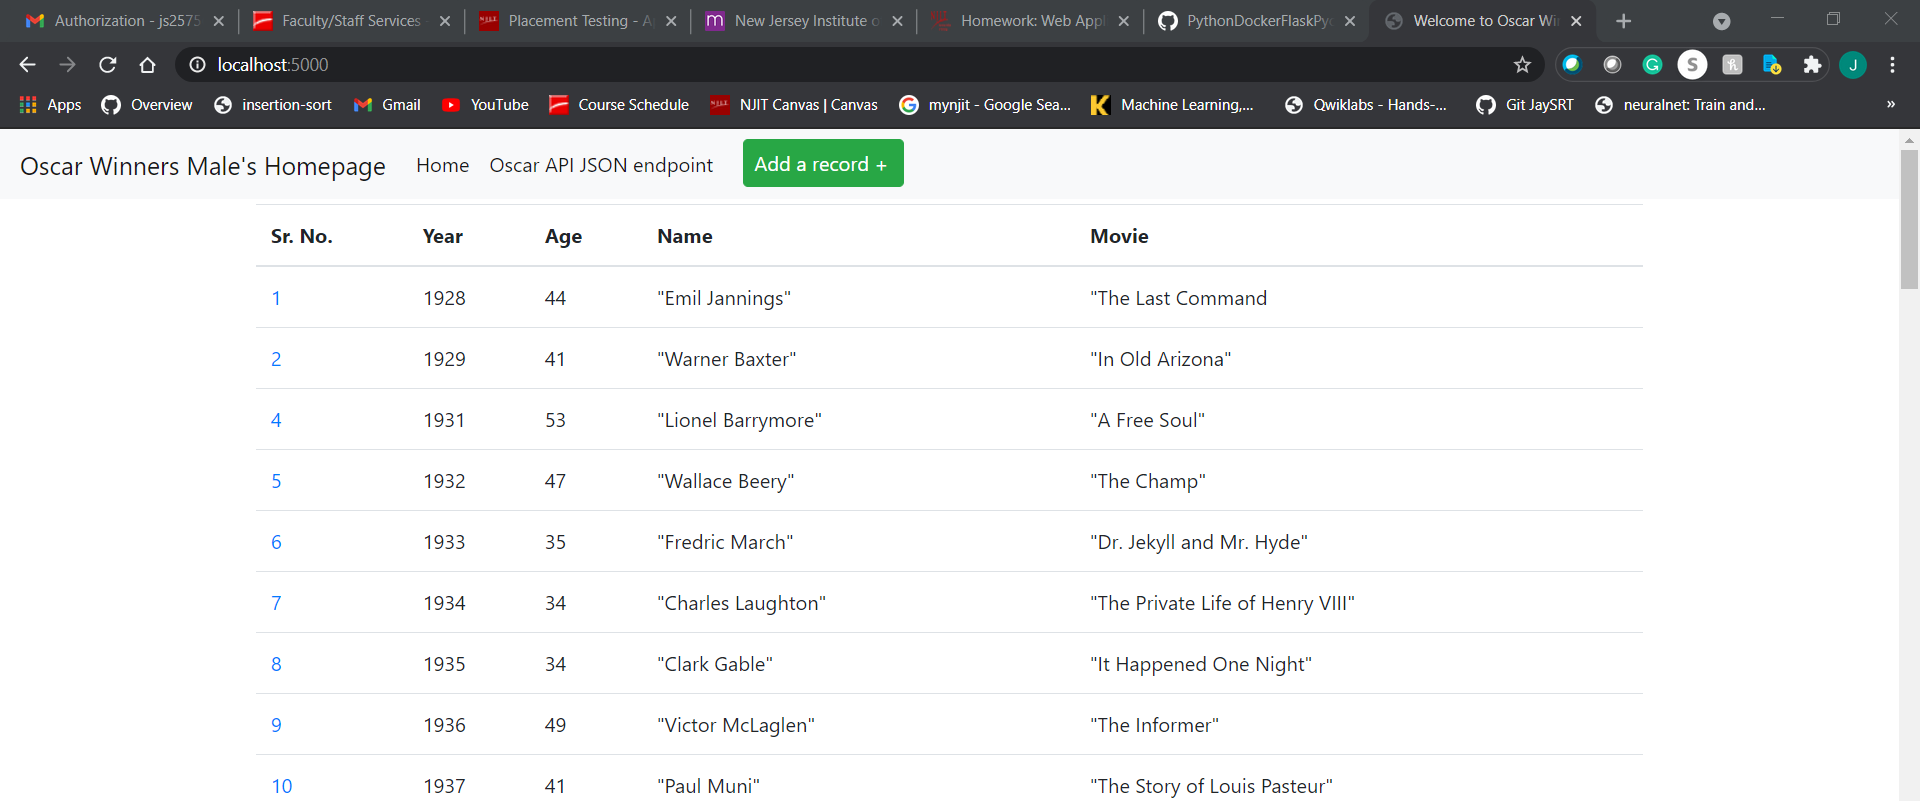 Authorization - js2575 Faculty/Staff Services - Placement Testing - A New Jersey Institute o Homework: Web Appl PythonDockerFlaskPyc Welcome to Oscar Win
localhost:5000 S J
Apps Overview insertion-sort Gmail YouTube Course Schedule NJIT Canvas | Canvas mynjit - Google Sea... Machine Learning,... Qwiklabs - Hands-... Git JaySRT neuralnet: Train and... »
Oscar Winners Male's Homepage Home Oscar API JSON endpoint Add a record +
Sr. No. Year Age Name Movie
1 1928 44 "Emil Jannings" "The Last Command
2 1929 41 "Warner Baxter" "In Old Arizona"
4 1931 53 "Lionel Barrymore" "A Free Soul"
5 1932 47 "Wallace Beery" "The Champ"
6 1933 35 "Fredric March" "Dr. Jekyll and Mr. Hyde"
7 1934 34 "Charles Laughton" "The Private Life of Henry VIII"
8 1935 34 "Clark Gable" "It Happened One Night"
9 1936 49 "Victor McLaglen" "The Informer"
10 1937 41 "Paul Muni" "The Story of Louis Pasteur"